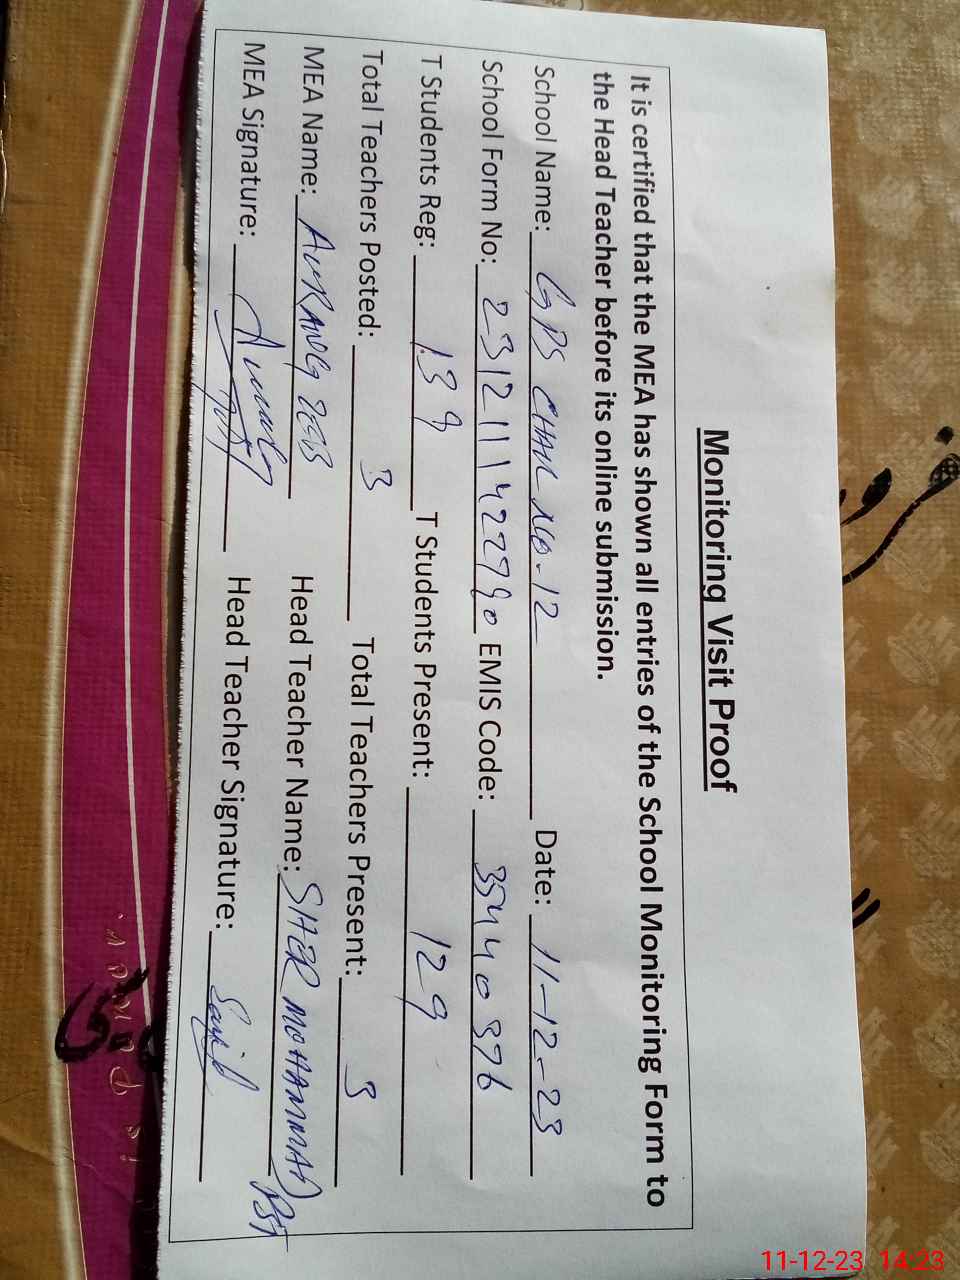 Monitoring Visit Proof
It is certified that the MEA has shown all entries of the School Monitoring Form to
the Head Teacher before its online submission.
School Name: GPS CHAK NO-12 Date: 11-12-23
School Form No: 2312111422790 EMIS Code: 35440376
T Students Reg: 139 T Students Present: 129
Total Teachers Posted: 3 Total Teachers Present: 3
MEA Name: AURANGZEB Head Teacher Name: SHER MOHAMMAD PST
MEA Signature: Head Teacher Signature: Sajid
11-12-23 14:23